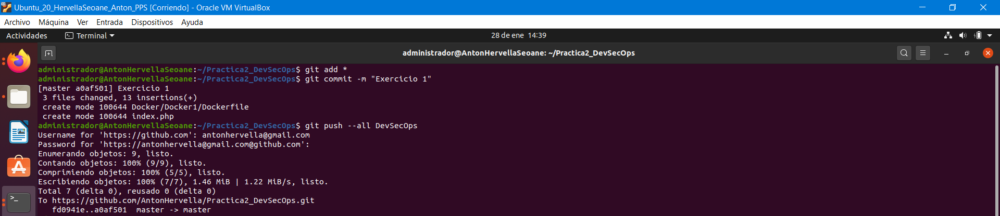 Ubuntu_20_HervellaSeoane_Anton_PPS [Corriendo] - Oracle VM VirtualBox
Archivo Máquina Ver Entrada Dispositivos Ayuda
Actividades Terminal 28 de ene 14:39
administrador@AntonHervellaSeoane: ~/Practica2_DevSecOps
administrador@AntonHervellaSeoane:~/Practica2_DevSecOps$ git add *
administrador@AntonHervellaSeoane:~/Practica2_DevSecOps$ git commit -m "Exercicio 1"
[master a0af501] Exercicio 1
 3 files changed, 13 insertions(+)
 create mode 100644 Docker/Docker1/Dockerfile
 create mode 100644 index.php
administrador@AntonHervellaSeoane:~/Practica2_DevSecOps$ git push --all DevSecOps
Username for 'https://github.com': antonhervella@gmail.com
Password for 'https://antonhervella@gmail.com@github.com':
Enumerando objetos: 9, listo.
Contando objetos: 100% (9/9), listo.
Comprimiendo objetos: 100% (5/5), listo.
Escribiendo objetos: 100% (7/7), 1.46 MiB | 1.22 MiB/s, listo.
Total 7 (delta 0), reusado 0 (delta 0)
To https://github.com/AntonHervella/Practica2_DevSecOps.git
   fd0941e..a0af501  master -> master